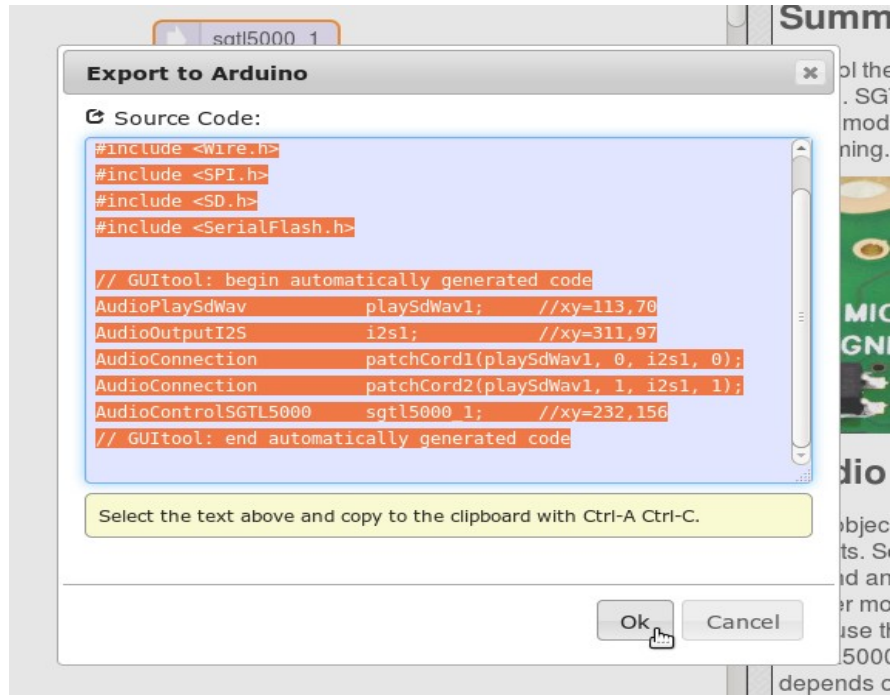 sgtl5000_1
Summ
Export to Arduino
Source Code:
#include <Wire.h>
#include <SPI.h>
#include <SD.h>
#include <SerialFlash.h>
// GUItool: begin automatically generated code
AudioPlaySdWav playSdWav1; //xy=113,70
AudioOutputI2S i2s1; //xy=311,97
AudioConnection patchCord1(playSdWav1, 0, i2s1, 0);
AudioConnection patchCord2(playSdWav1, 1, i2s1, 1);
AudioControlSGTL5000 sgtl5000_1; //xy=232,156
// GUItool: end automatically generated code
Select the text above and copy to the clipboard with Ctrl-A Ctrl-C.
Ok
Cancel
ol the
. SG
mod
ming.
MIC
GN
dio
objec
ts. S
nd an
er mo
use t
5000
depends